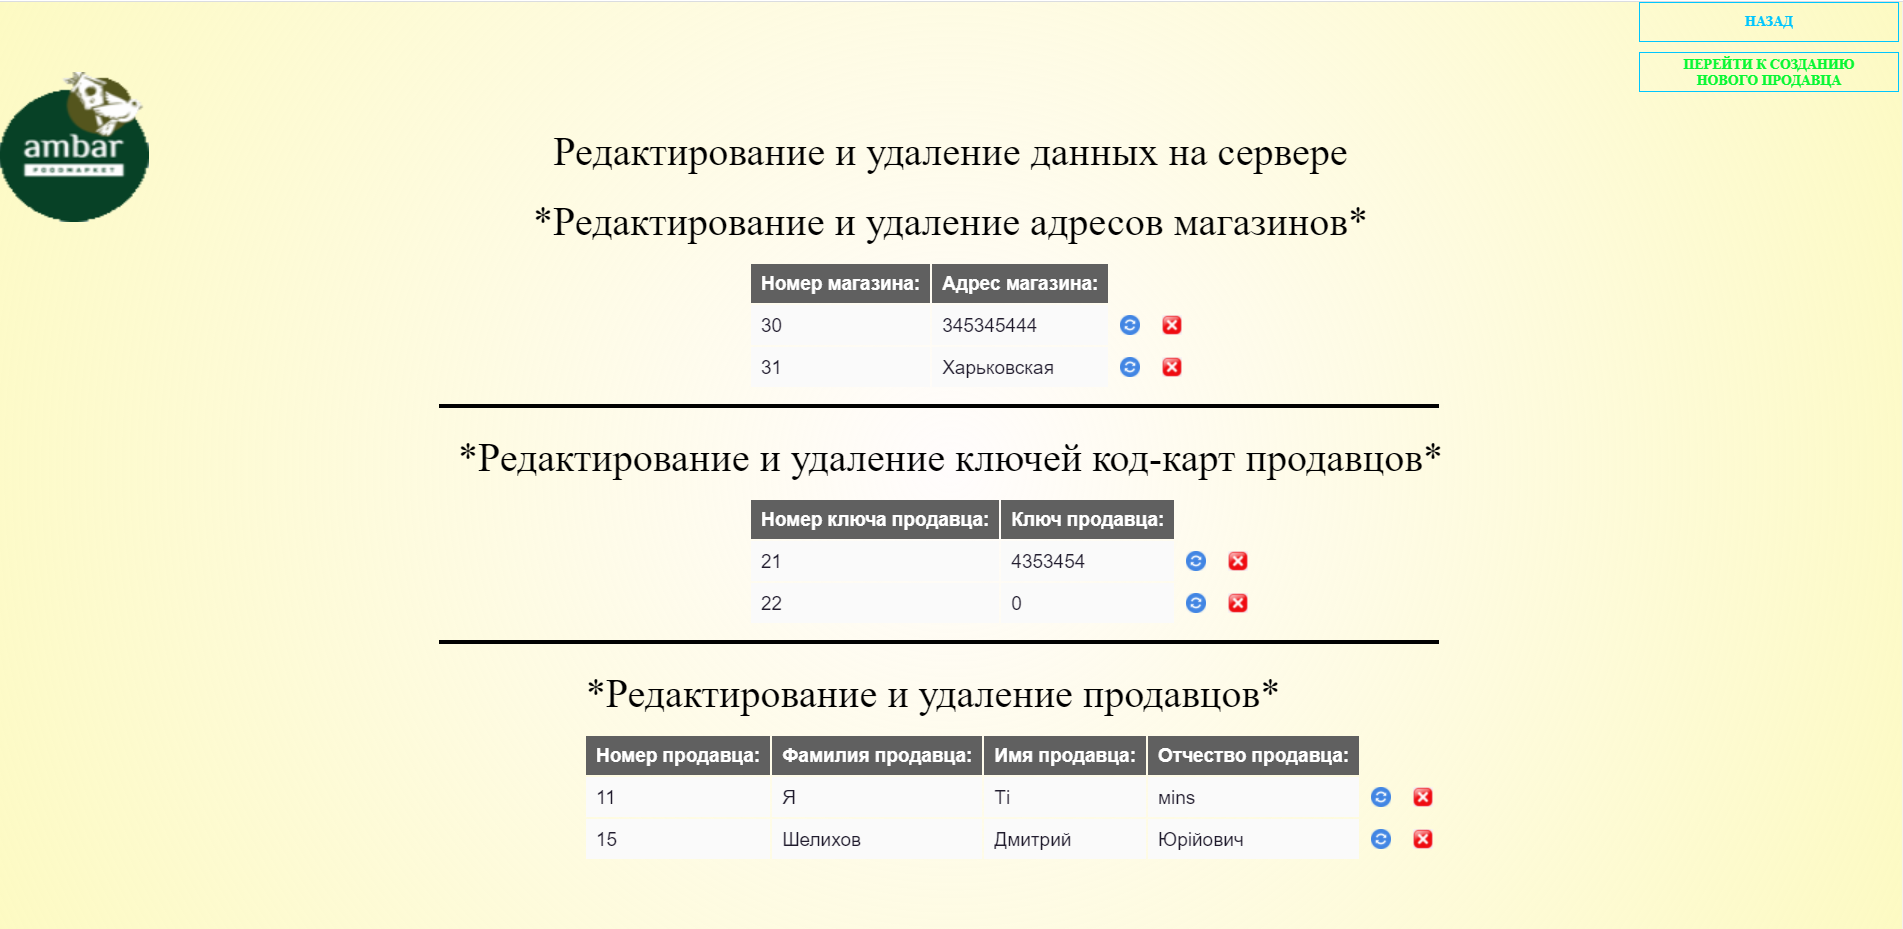 НАЗАД
ПЕРЕЙТИ К СОЗДАНИЮ
НОВОГО ПРОДАВЦА
ambar
FOODMAPKET
Редактирование и удаление данных на сервере
*Редактирование и удаление адресов магазинов*
Номер магазина: Адрес магазина:
30 345345444
31 Харьковская
*Редактирование и удаление ключей код-карт продавцов*
Номер ключа продавца: Ключ продавца:
21 4353454
22 0
*Редактирование и удаление продавцов*
Номер продавца: Фамилия продавца: Имя продавца: Отчество продавца:
11 Я Ті мins
15 Шелихов Дмитрий Юрійович